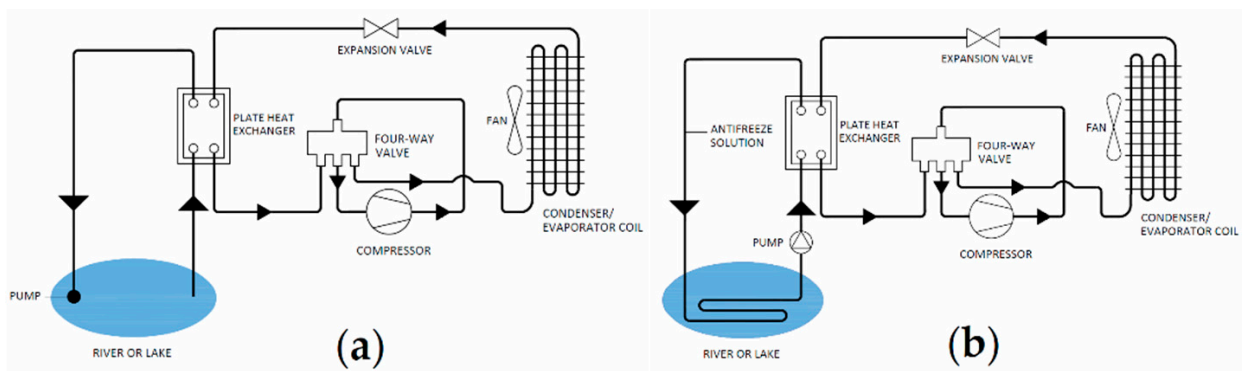 EXPANSION VALVE
PLATE HEAT
EXCHANGER
FOUR-WAY
VALVE
FAN
COMPRESSOR
CONDENSER/
EVAPORATOR COIL
PUMP
RIVER OR LAKE
(a)
EXPANSION VALVE
ANTIFREEZE
SOLUTION
PLATE HEAT
EXCHANGER
FOUR-WAY
VALVE
FAN
PUMP
COMPRESSOR
CONDENSER/
EVAPORATOR COIL
RIVER OR LAKE
(b)